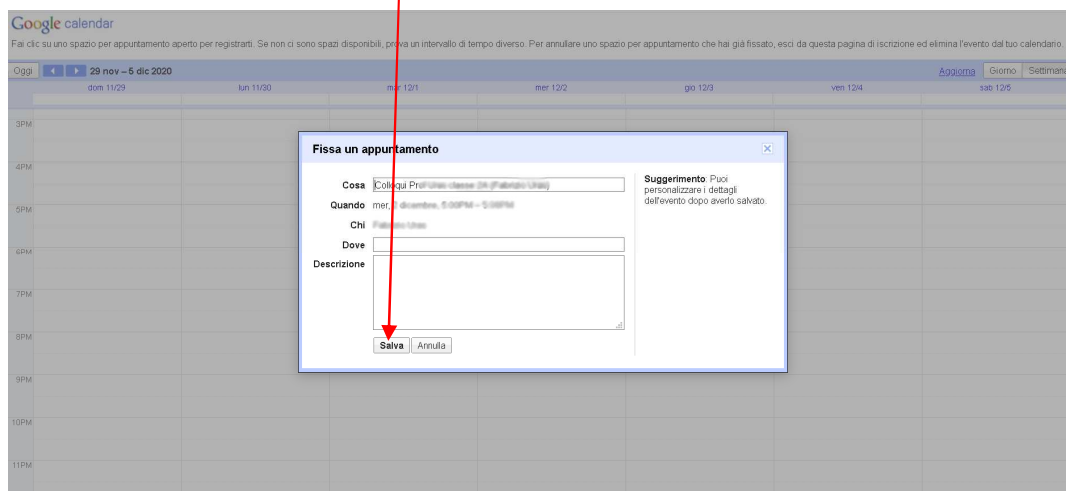 Google calendar
Fai clic su uno spazio per appuntamento aperto per registrarti. Se non ci sono spazi disponibili, prova un intervallo di tempo diverso. Per annullare uno spazio per appuntamento che hai già fissato, esci da questa pagina di iscrizione ed elimina l'evento dal tuo calendario.
Oggi 29 nov – 5 dic 2020 Aggiorna Giorno Settimana
dom 11/29 lun 11/30 mar 12/1 mer 12/2 gio 12/3 ven 12/4 sab 12/5
3PM
Fissa un appuntamento
4PM
Cosa Colloqui Prof
Suggerimento: Puoi
personalizzare i dettagli
dell'evento dopo averlo salvato.
Quando mer,
5PM
Chi
Dove
6PM
Descrizione
7PM
8PM
Salva Annulla
9PM
10PM
11PM